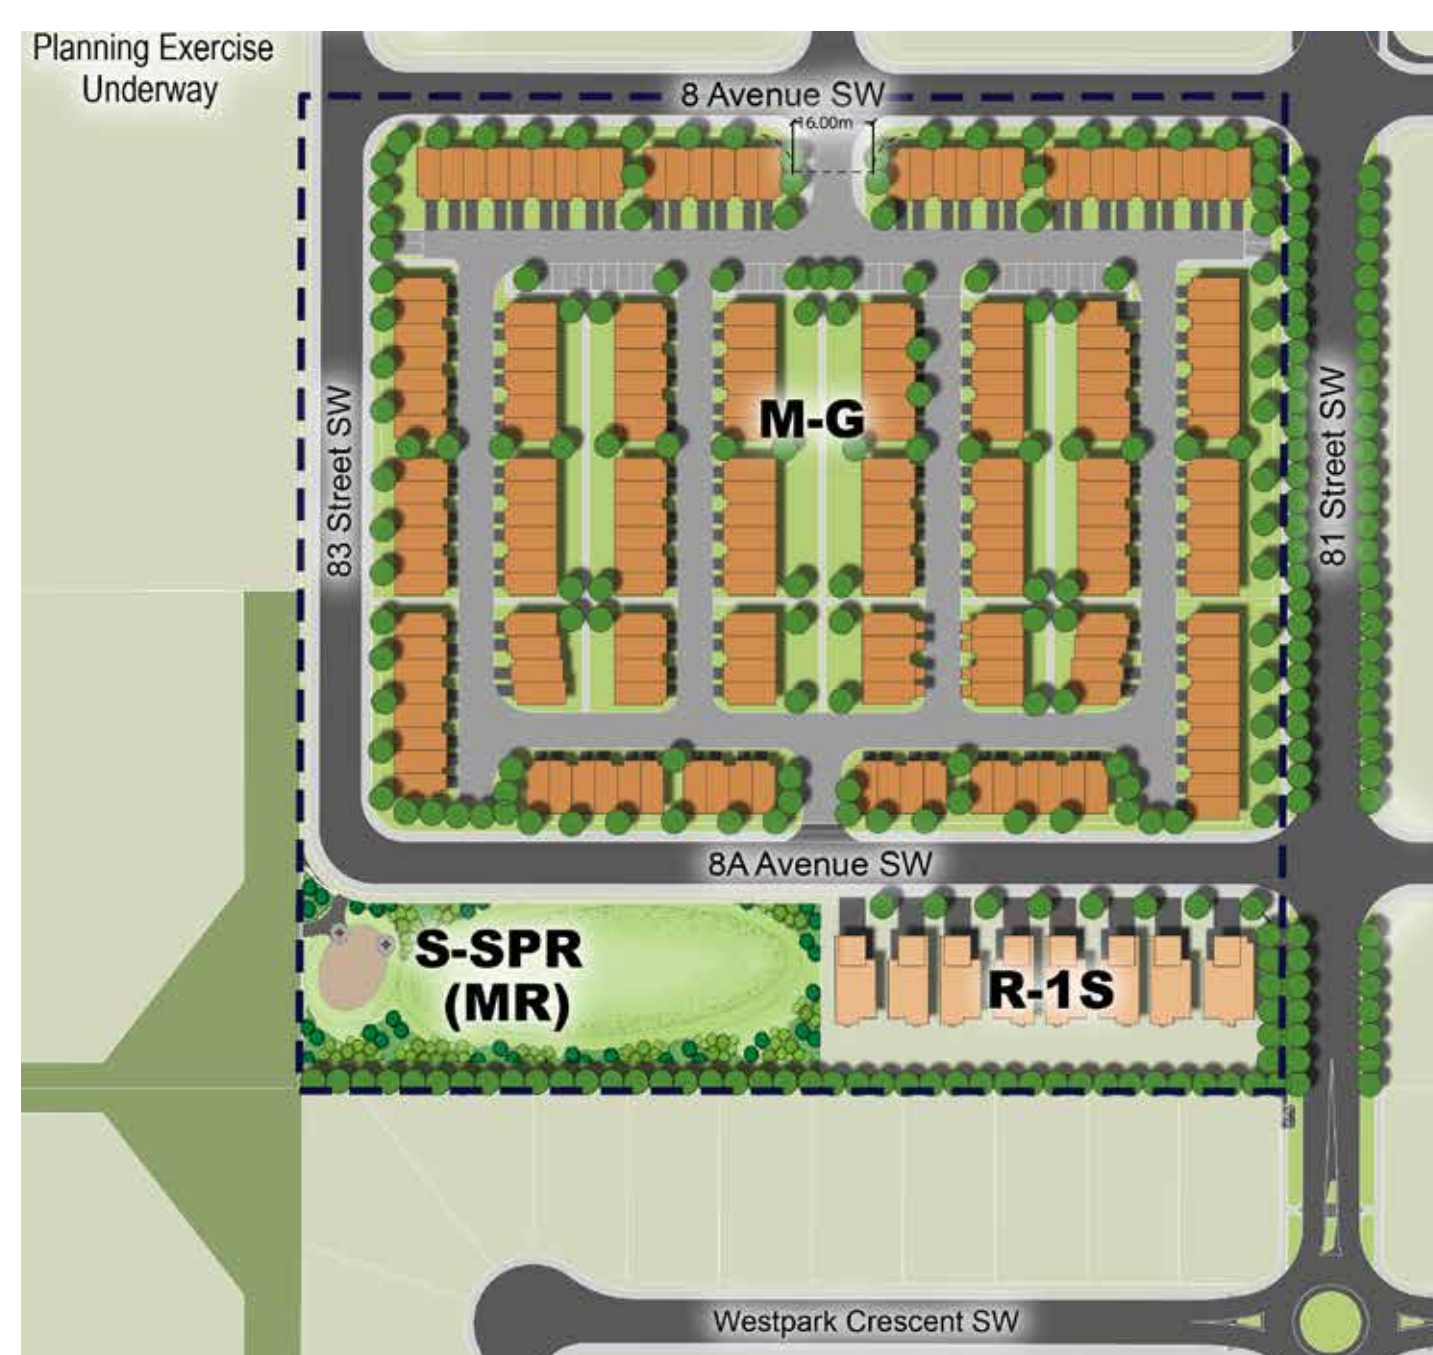 Planning Exercise
Underway
8 Avenue SW
16.00m
83 Street SW
M-G
81 Street SW
8A Avenue SW
S-SPR
(MR)
R-1S
Westpark Crescent SW